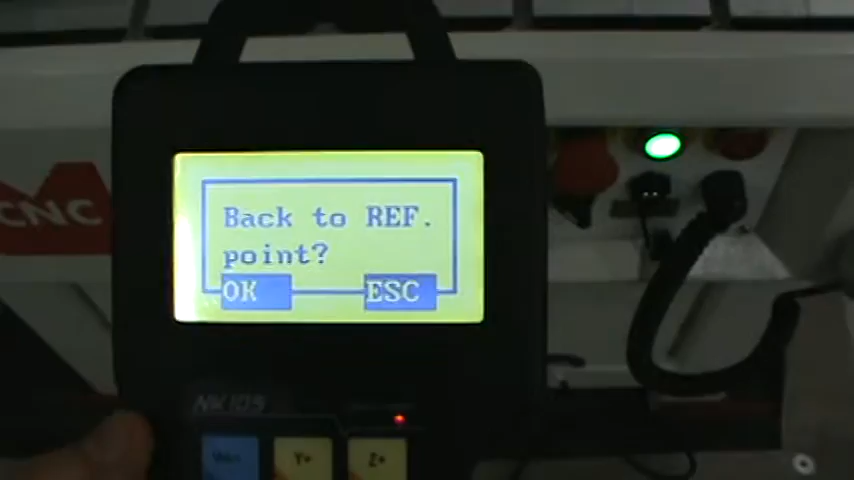 Back to REF.
point?
OK ESC
CNC
NK105
Y+
Z+